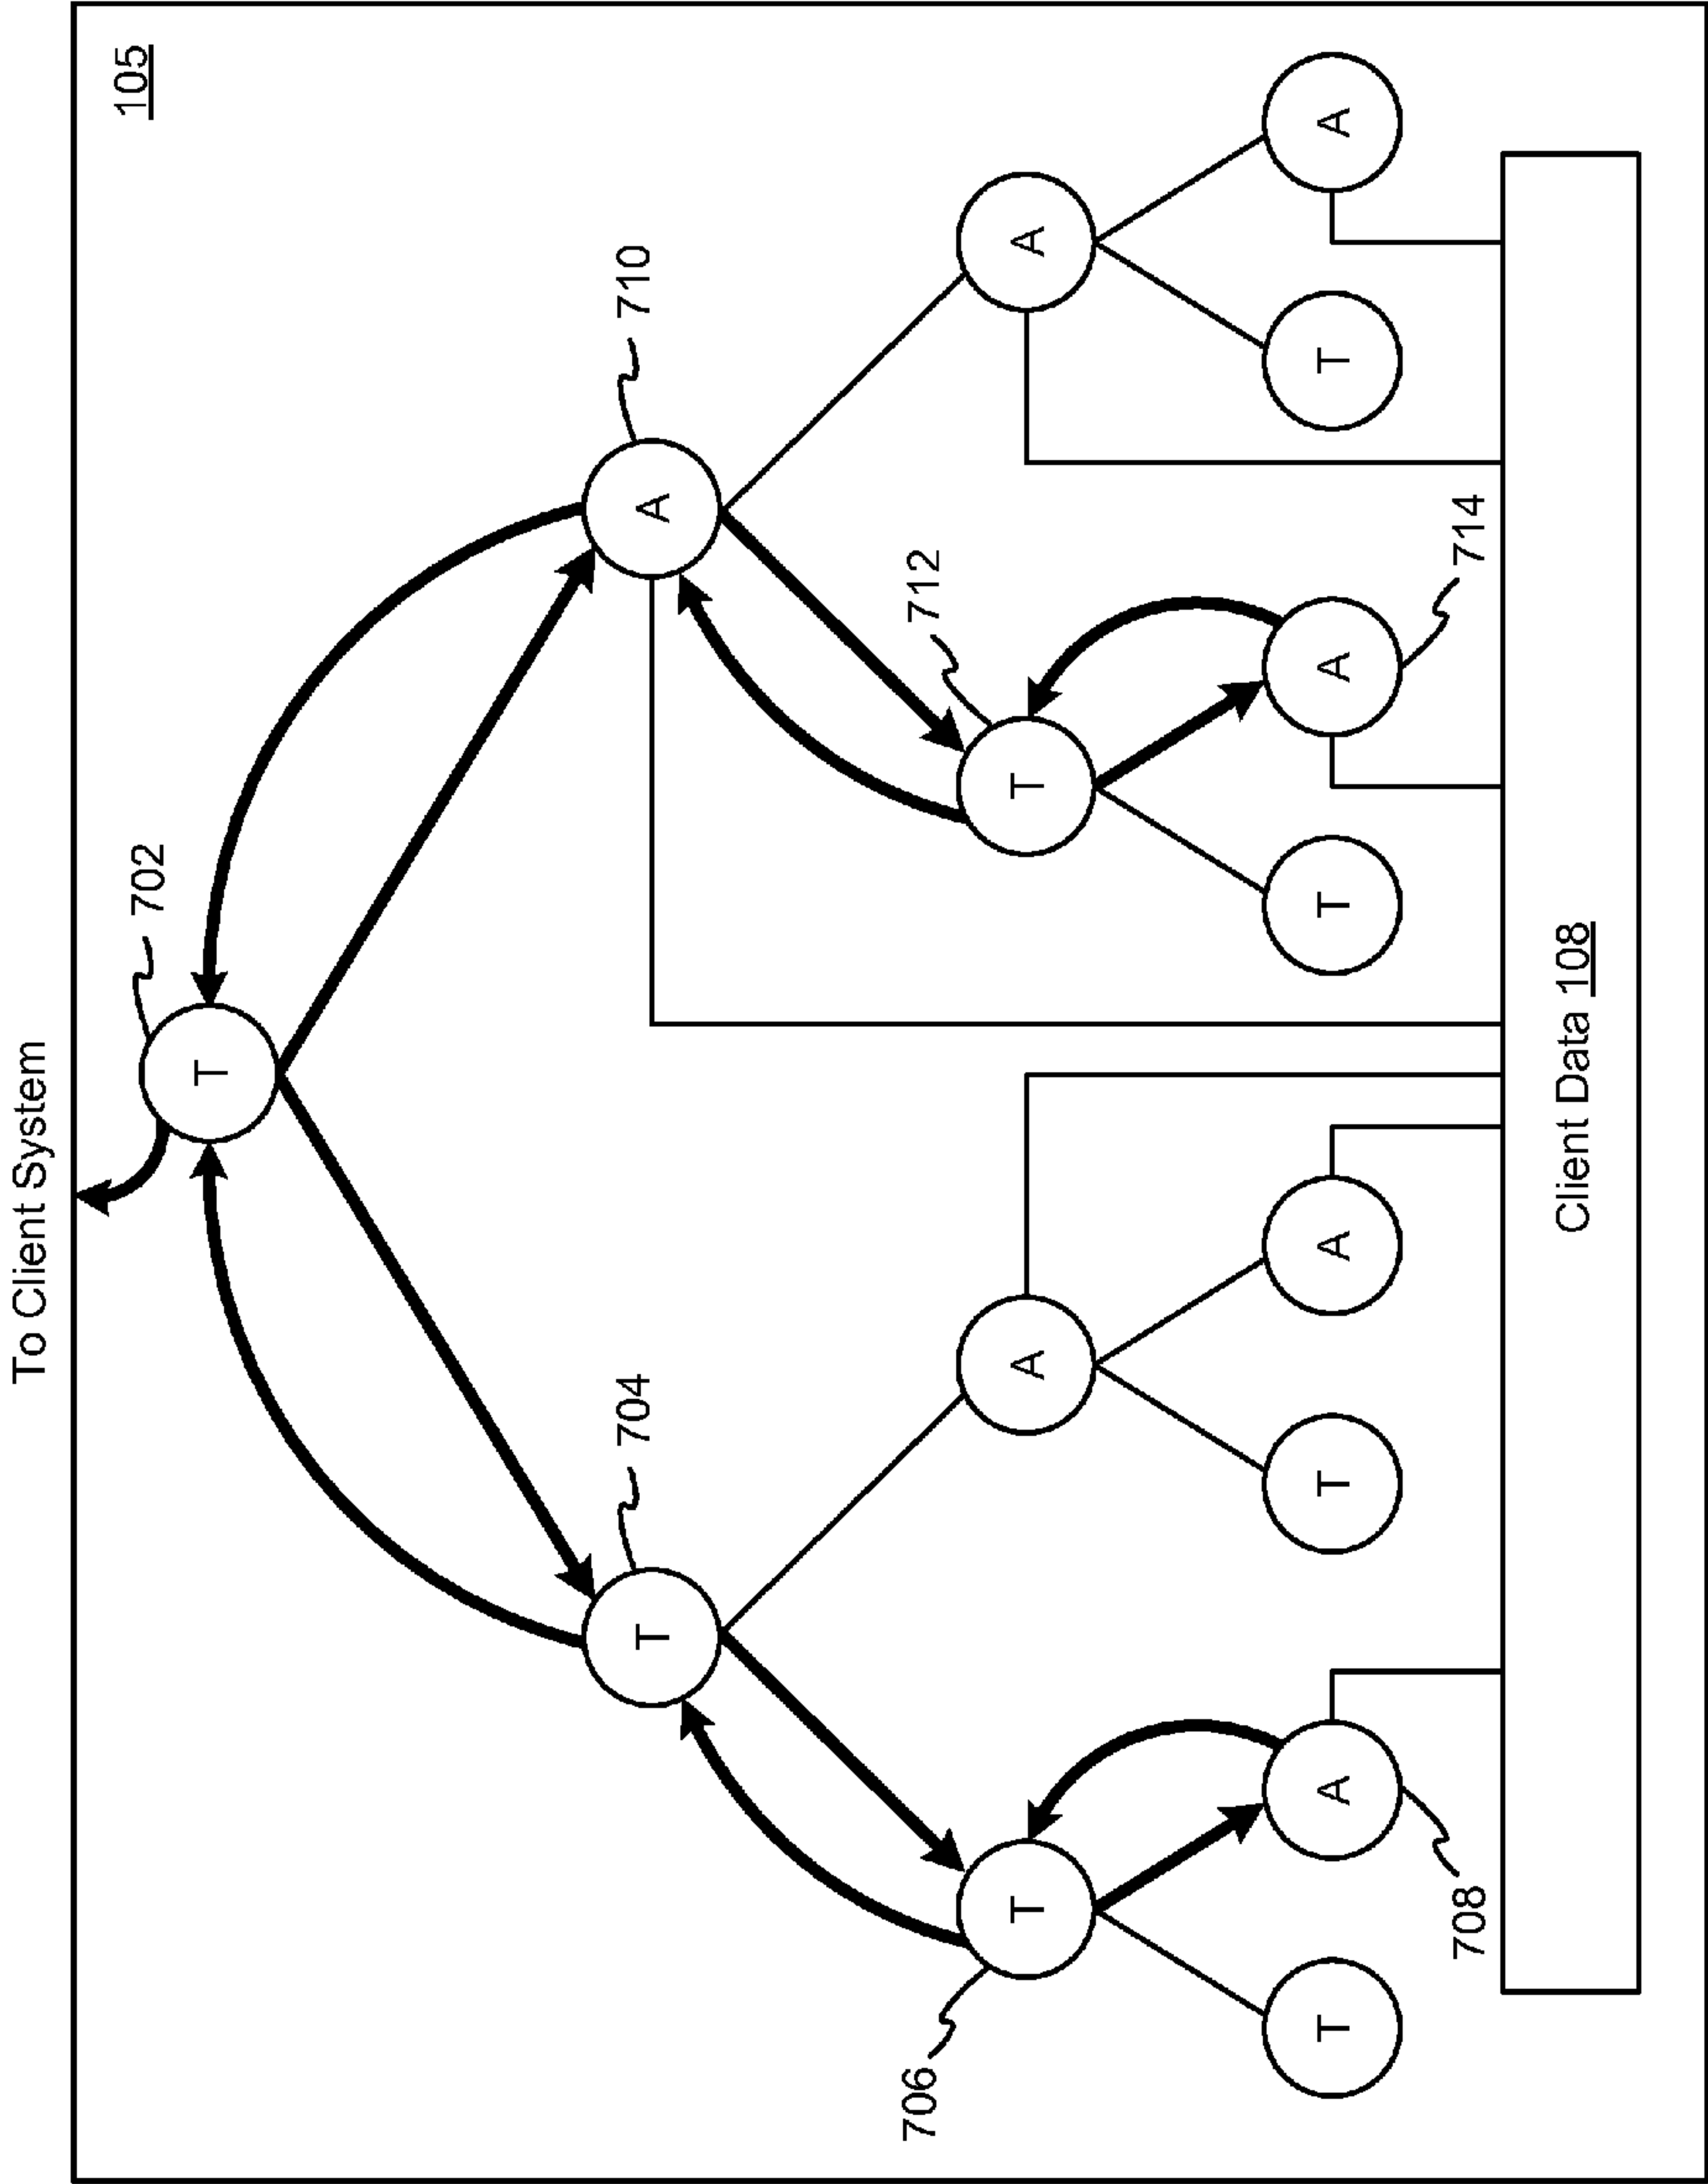 To Client System
105
702
T
704 710
T A
706 712
T A T A
T A T A T A T A
708 714
Client Data 108